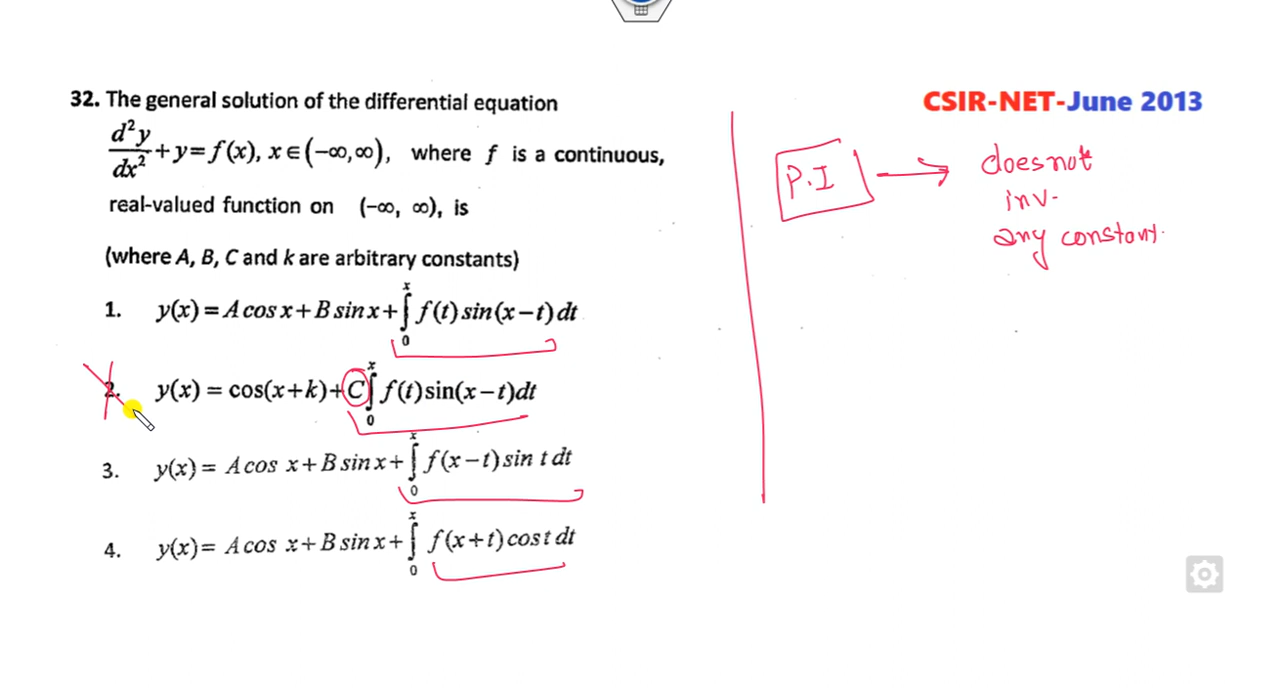 32. The general solution of the differential equation
CSIR-NET-June 2013
d²y/dx² + y = f(x), x ∈ (−∞, ∞), where f is a continuous,
real-valued function on (−∞, ∞), is
(where A, B, C and k are arbitrary constants)
1. y(x) = A cos x + B sin x + ∫₀ˣ f(t) sin(x − t) dt
2. y(x) = cos(x + k) + C ∫₀ˣ f(t) sin(x − t) dt
3. y(x) = A cos x + B sin x + ∫₀ˣ f(x − t) sin t dt
4. y(x) = A cos x + B sin x + ∫₀ˣ f(x + t) cos t dt
P.I → doesnot
inv-
any constant.